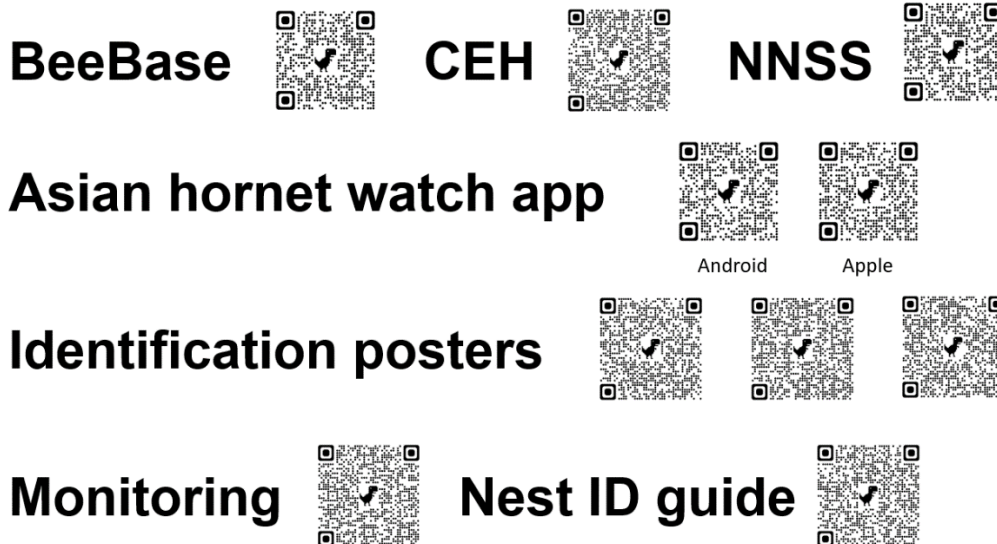 BeeBase CEH NNSS
Asian hornet watch app
Android Apple
Identification posters
Monitoring Nest ID guide